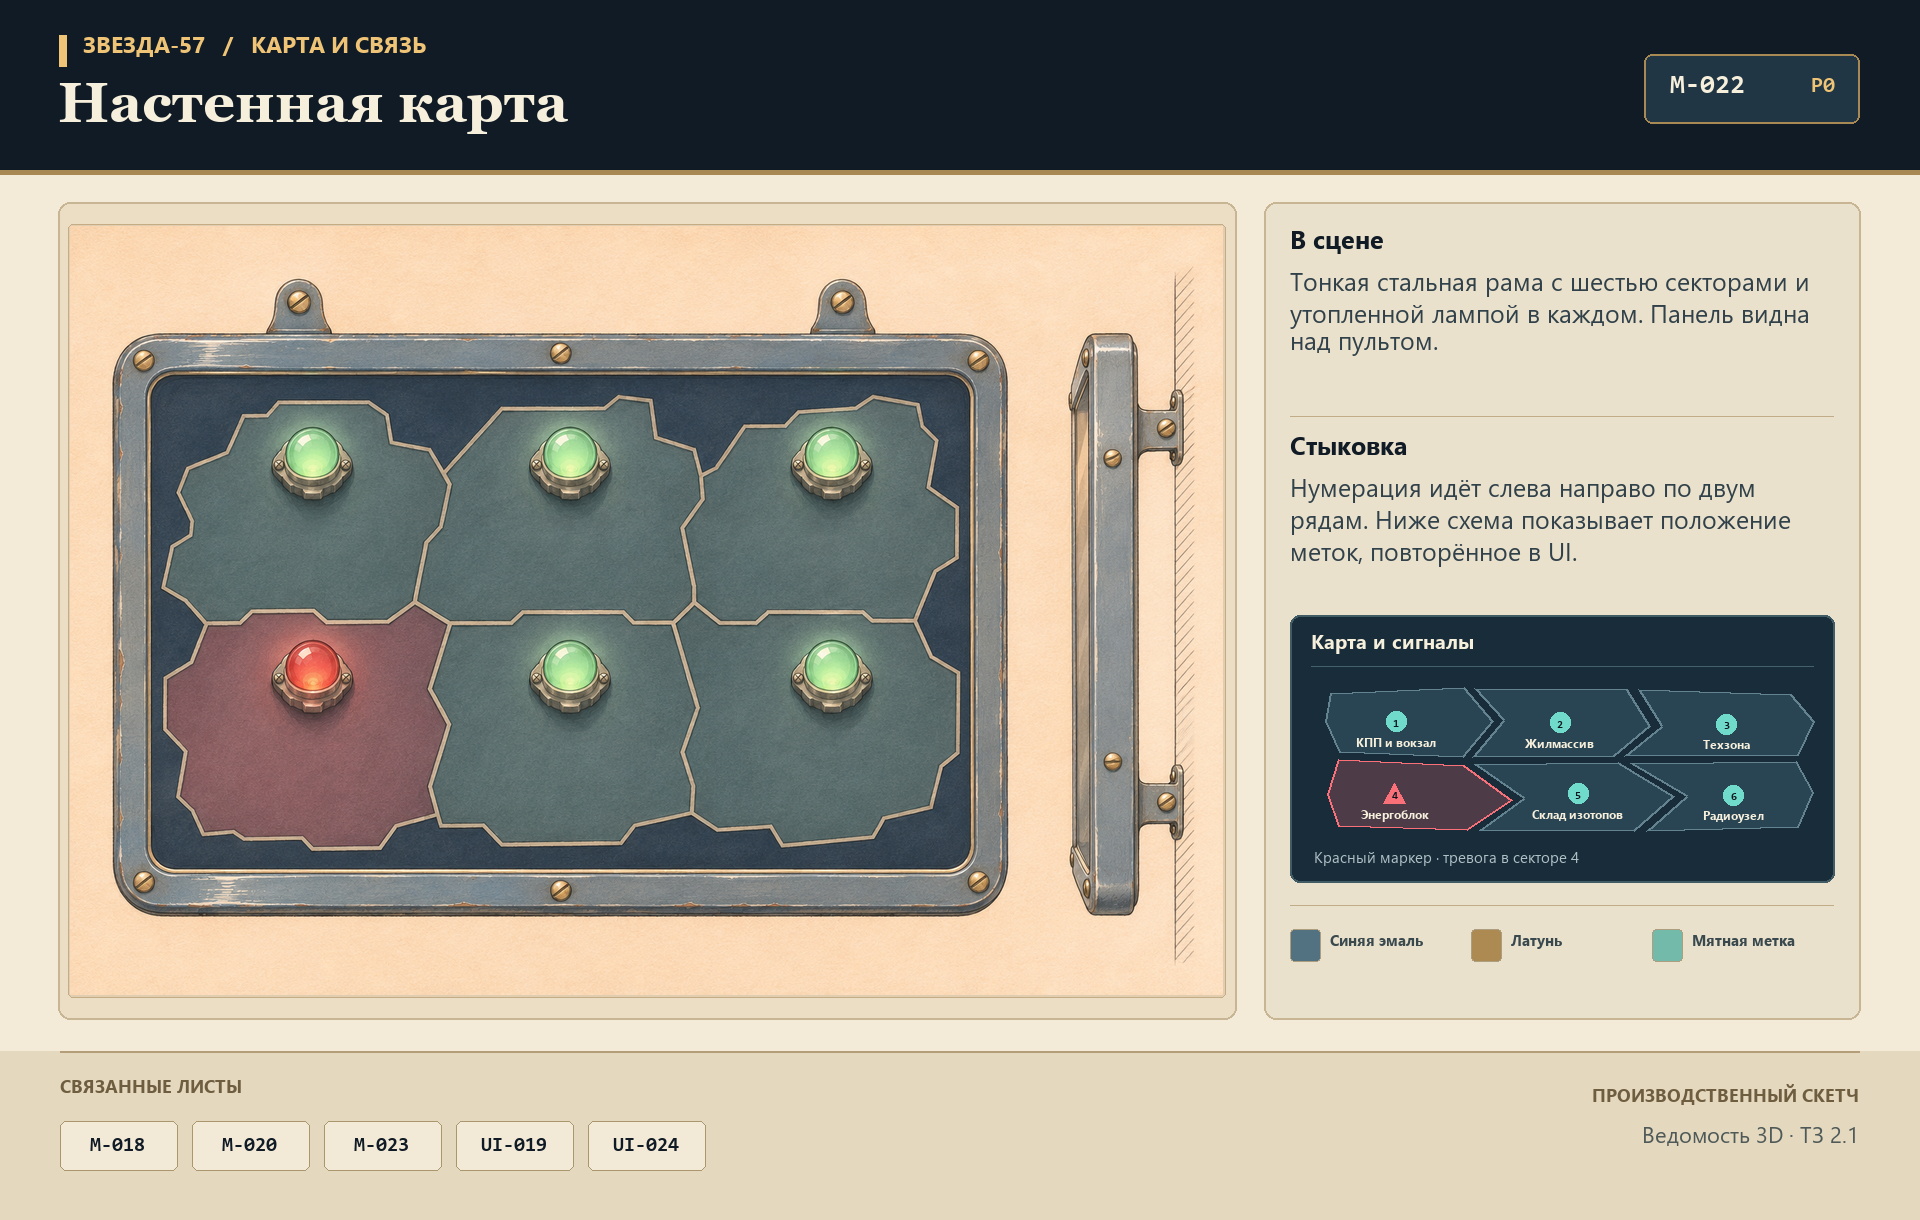 ЗВЕЗДА-57 / КАРТА И СВЯЗЬ
Настенная карта
М-022 P0
В сцене
Тонкая стальная рама с шестью секторами и
утопленной лампой в каждом. Панель видна
над пультом.
Стыковка
Нумерация идёт слева направо по двум
рядам. Ниже схема показывает положение
меток, повторённое в UI.
Карта и сигналы
1
КПП и вокзал
2
Жилмассив
3
Техзона
4
Энергоблок
5
Склад изотопов
6
Радиоузел
Красный маркер · тревога в секторе 4
Синяя эмаль
Латунь
Мятная метка
СВЯЗАННЫЕ ЛИСТЫ
М-018
М-020
М-023
UI-019
UI-024
ПРОИЗВОДСТВЕННЫЙ СКЕТЧ
Ведомость 3D · ТЗ 2.1